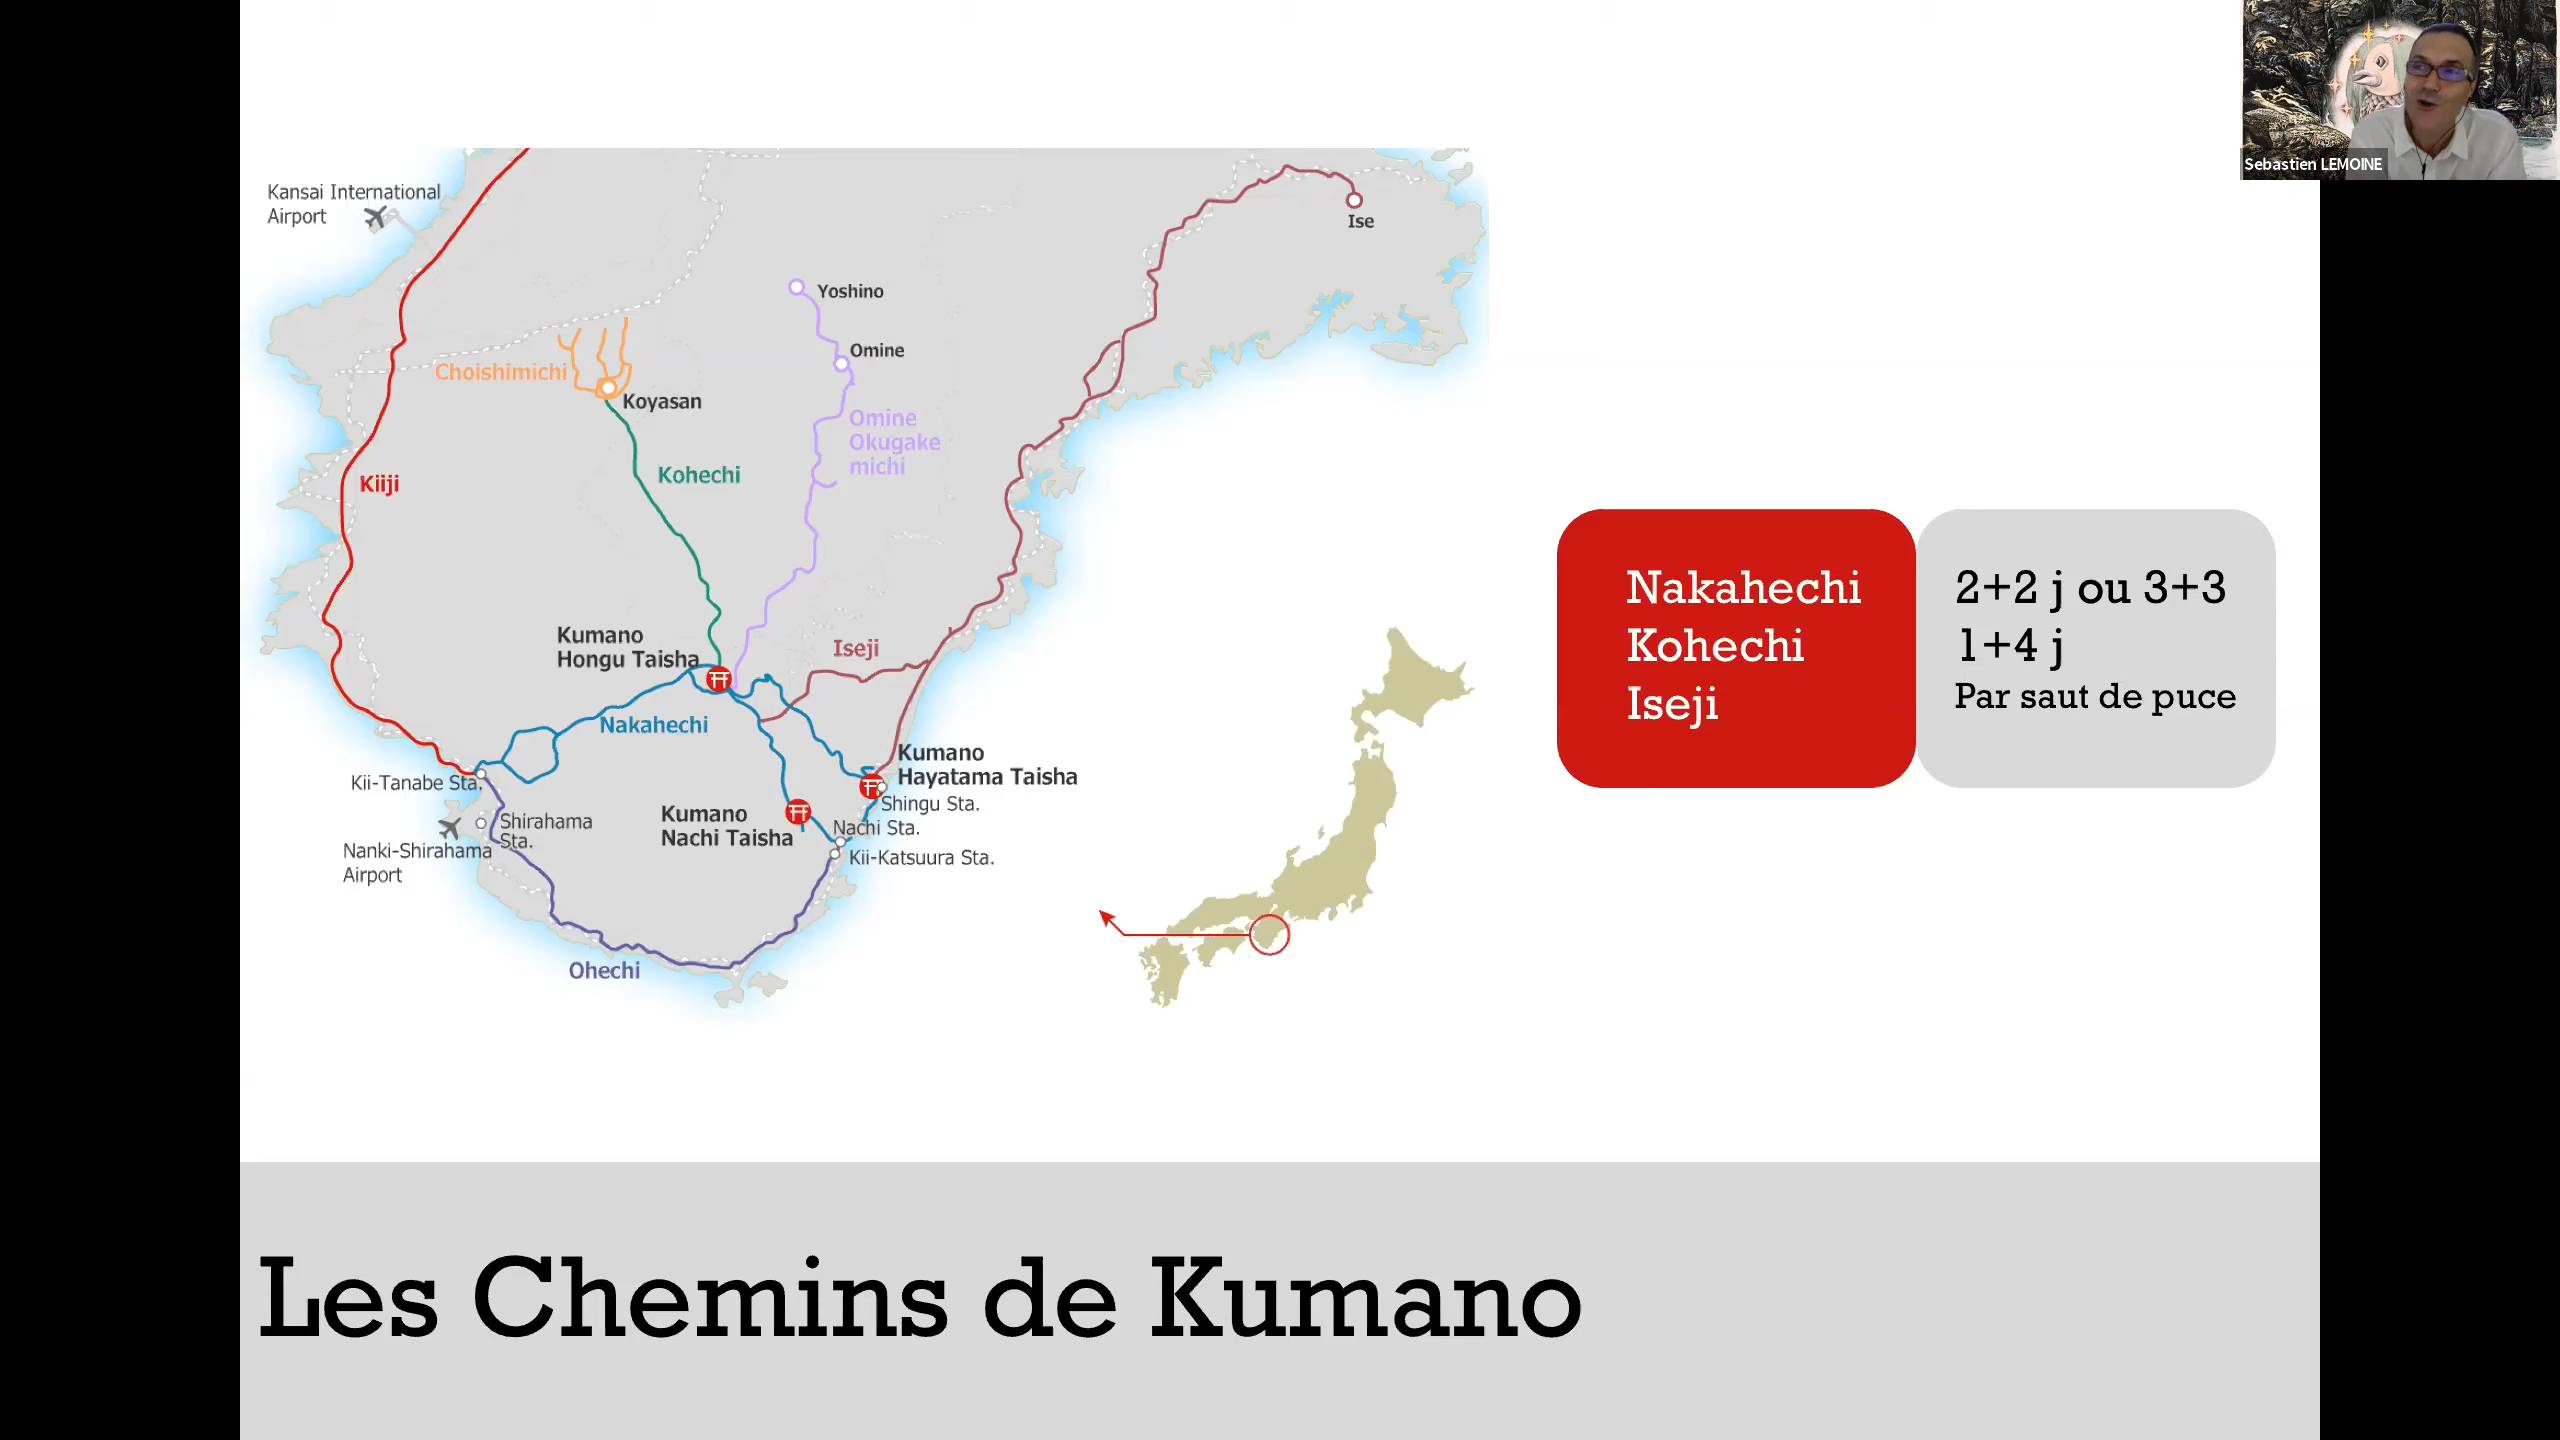 Sebastien LEMOINE
Kansai International
Airport
Ise
Yoshino
Omine
Choishimichi
Koyasan
Omine
Okugake
michi
Kohechi
Kiiji
Kumano
Hongu Taisha
Iseji
Nakahechi
Kumano
Hayatama Taisha
Kii-Tanabe Sta.
Shingu Sta.
Kumano
Nachi Taisha
Nachi Sta.
Shirahama
Sta.
Nanki-Shirahama
Airport
Kii-Katsuura Sta.
Ohechi
Nakahechi
Kohechi
Iseji
2+2 j ou 3+3
1+4 j
Par saut de puce
Les Chemins de Kumano